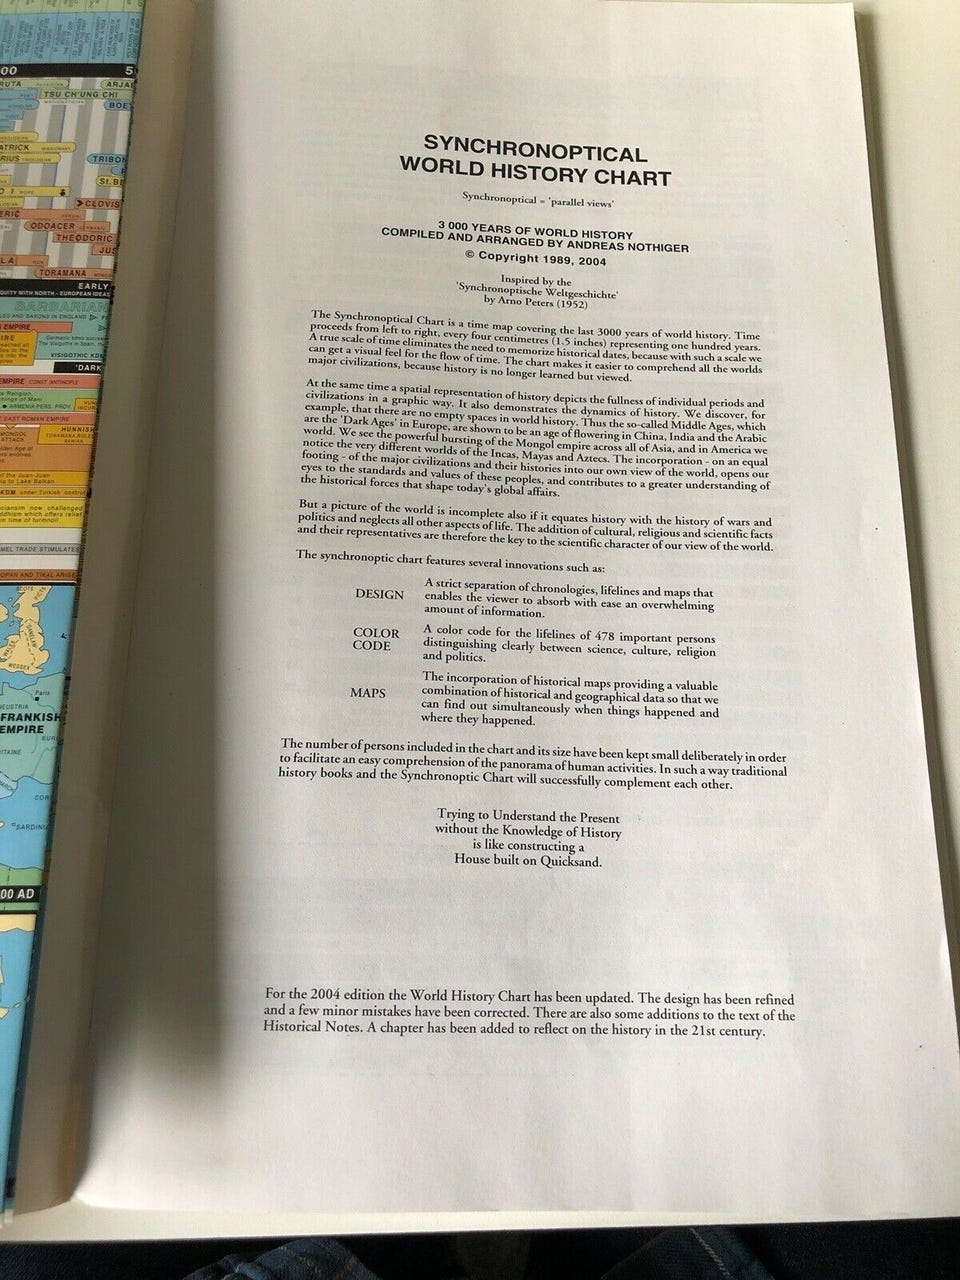 SYNCHRONOPTICAL
WORLD HISTORY CHART
Synchronoptical = 'parallel views'
3 000 YEARS OF WORLD HISTORY
COMPILED AND ARRANGED BY ANDREAS NOTHIGER
© Copyright 1989, 2004
Inspired by the
'Synchronoptische Weltgeschichte'
by Arno Peters (1952)
The Synchronoptical Chart is a time map covering the last 3000 years of world history. Time
proceeds from left to right, every four centimetres (1.5 inches) representing one hundred years.
A true scale of time eliminates the need to memorize historical dates, because with such a scale we
can get a visual feel for the flow of time. The chart makes it easier to comprehend all the worlds
major civilizations, because history is no longer learned but viewed.
At the same time a spatial representation of history depicts the fullness of individual periods and
civilizations in a graphic way. It also demonstrates the dynamics of history. We discover, for
example, that there are no empty spaces in world history. Thus the so-called Middle Ages, which
are the 'Dark Ages' in Europe, are shown to be an age of flowering in China, India and the Arabic
world. We see the powerful bursting of the Mongol empire across all of Asia, and in America we
notice the very different worlds of the Incas, Mayas and Aztecs. The incorporation - on an equal
footing - of the major civilizations and their histories into our own view of the world, opens our
eyes to the standards and values of these peoples, and contributes to a greater understanding of
the historical forces that shape today's global affairs.
But a picture of the world is incomplete also if it equates history with the history of wars and
politics and neglects all other aspects of life. The addition of cultural, religious and scientific facts
and their representatives are therefore the key to the scientific character of our view of the world.
The synchronoptic chart features several innovations such as:
DESIGN
A strict separation of chronologies, lifelines and maps that
enables the viewer to absorb with ease an overwhelming
amount of information.
COLOR
CODE
A color code for the lifelines of 478 important persons
distinguishing clearly between science, culture, religion
and politics.
MAPS
The incorporation of historical maps providing a valuable
combination of historical and geographical data so that we
can find out simultaneously when things happened and
where they happened.
The number of persons included in the chart and its size have been kept small deliberately in order
to facilitate an easy comprehension of the panorama of human activities. In such a way traditional
history books and the Synchronoptic Chart will successfully complement each other.
Trying to Understand the Present
without the Knowledge of History
is like constructing a
House built on Quicksand.
For the 2004 edition the World History Chart has been updated. The design has been refined
and a few minor mistakes have been corrected. There are also some additions to the text of the
Historical Notes. A chapter has been added to reflect on the history in the 21st century.
TSU CH'UNG CHI
CLOVIS
ODOACER
THEODORIC
TORAMANA
EARLY
BARBARIAN
VISIGOTHIC KDM
'DARK
EMPIRE
EAST ROMAN EMPIRE
HUNNISH
Paris
FRANKISH
EMPIRE
SARDINI
00 AD